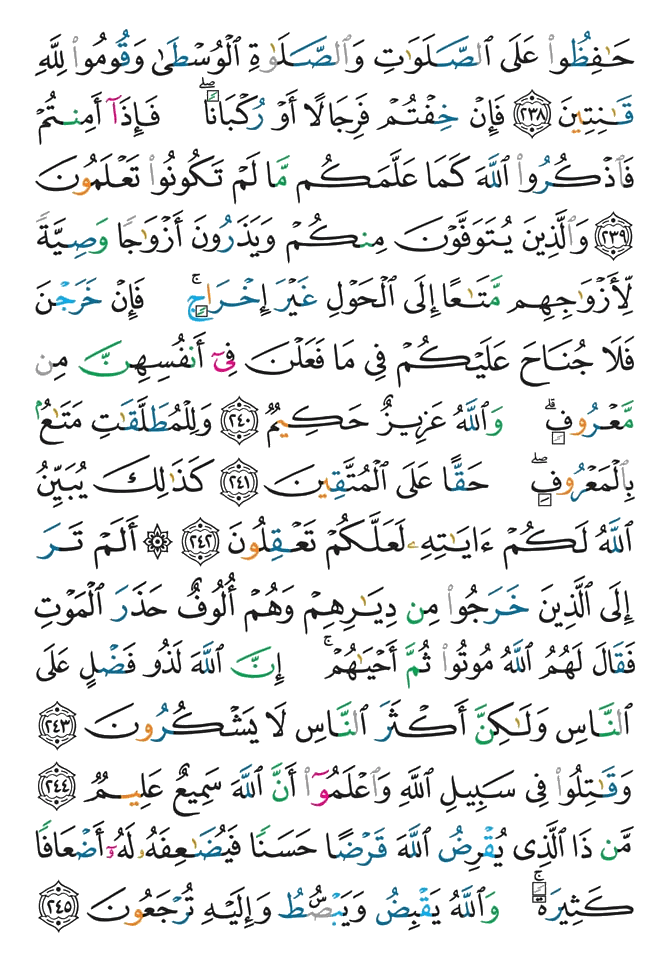 حَـٰفِظُوا۟ عَلَى ٱلصَّلَوَٰتِ وَٱلصَّلَوٰةِ ٱلْوُسْطَىٰ وَقُومُوا۟ لِلَّهِ
قَـٰنِتِينَ ﴿٢٣٨﴾ فَإِنْ خِفْتُمْ فَرِجَالًا أَوْ رُكْبَانًا ۖ فَإِذَآ أَمِنتُمْ
فَٱذْكُرُوا۟ ٱللَّهَ كَمَا عَلَّمَكُم مَّا لَمْ تَكُونُوا۟ تَعْلَمُونَ
﴿٢٣٩﴾ وَٱلَّذِينَ يُتَوَفَّوْنَ مِنكُمْ وَيَذَرُونَ أَزْوَٰجًا وَصِيَّةً
لِّأَزْوَٰجِهِم مَّتَـٰعًا إِلَى ٱلْحَوْلِ غَيْرَ إِخْرَاجٍ ۚ فَإِنْ خَرَجْنَ
فَلَا جُنَاحَ عَلَيْكُمْ فِى مَا فَعَلْنَ فِىٓ أَنفُسِهِنَّ مِن
مَّعْرُوفٍ ۗ وَٱللَّهُ عَزِيزٌ حَكِيمٌ ﴿٢٤٠﴾ وَلِلْمُطَلَّقَـٰتِ مَتَـٰعٌۢ
بِٱلْمَعْرُوفِ ۖ حَقًّا عَلَى ٱلْمُتَّقِينَ ﴿٢٤١﴾ كَذَٰلِكَ يُبَيِّنُ
ٱللَّهُ لَكُمْ ءَايَـٰتِهِۦ لَعَلَّكُمْ تَعْقِلُونَ ﴿٢٤٢﴾ ۞ أَلَمْ تَرَ
إِلَى ٱلَّذِينَ خَرَجُوا۟ مِن دِيَـٰرِهِمْ وَهُمْ أُلُوفٌ حَذَرَ ٱلْمَوْتِ
فَقَالَ لَهُمُ ٱللَّهُ مُوتُوا۟ ثُمَّ أَحْيَـٰهُمْ ۚ إِنَّ ٱللَّهَ لَذُو فَضْلٍ عَلَى
ٱلنَّاسِ وَلَـٰكِنَّ أَكْثَرَ ٱلنَّاسِ لَا يَشْكُرُونَ ﴿٢٤٣﴾
وَقَـٰتِلُوا۟ فِى سَبِيلِ ٱللَّهِ وَٱعْلَمُوٓا۟ أَنَّ ٱللَّهَ سَمِيعٌ عَلِيمٌ ﴿٢٤٤﴾
مَّن ذَا ٱلَّذِى يُقْرِضُ ٱللَّهَ قَرْضًا حَسَنًا فَيُضَـٰعِفَهُۥ لَهُۥٓ أَضْعَافًا
كَثِيرَةً ۚ وَٱللَّهُ يَقْبِضُ وَيَبْصُۜطُ وَإِلَيْهِ تُرْجَعُونَ ﴿٢٤٥﴾